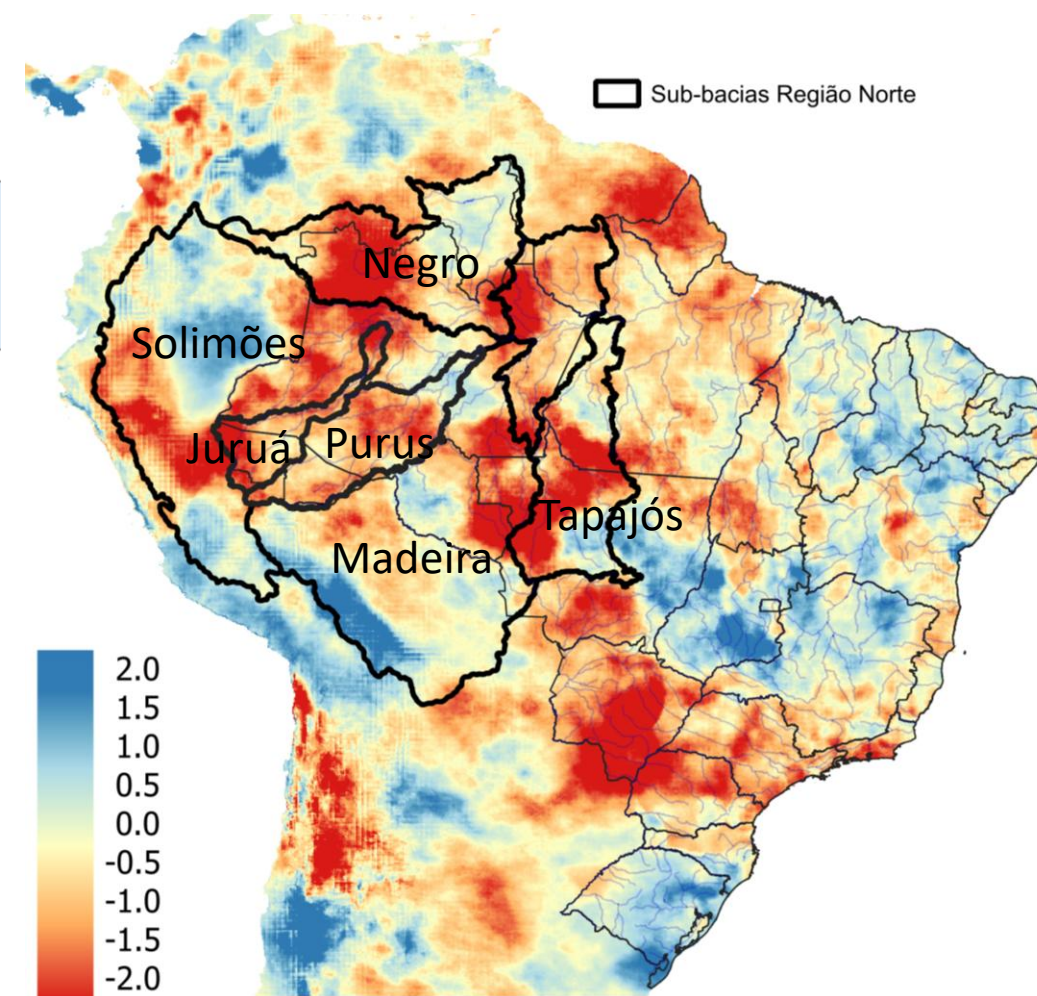 Sub-bacias Região Norte
Negro
Solimões
Juruá
Purus
Tapajós
Madeira
2.0
1.5
1.0
0.5
0.0
-0.5
-1.0
-1.5
-2.0